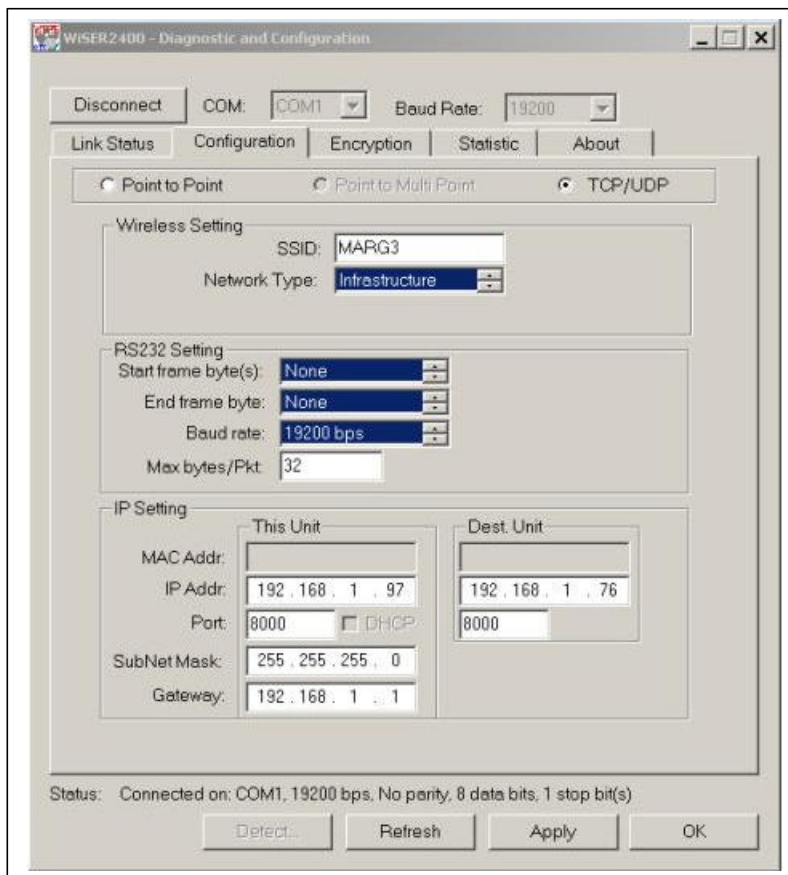 WiSER2400 - Diagnostic and Configuration
Disconnect COM: COM1 Baud Rate: 19200
Link Status Configuration Encryption Statistic About
Point to Point Point to Multi Point TCP/UDP
Wireless Setting
SSID: MARG3
Network Type: Infrastructure
RS232 Setting
Start frame byte(s): None
End frame byte: None
Baud rate: 19200 bps
Max bytes/Pkt: 32
IP Setting
This Unit Dest. Unit
MAC Addr:
IP Addr: 192 . 168 . 1 . 97 192 . 168 . 1 . 76
Port: 8000 DHCP 8000
SubNet Mask: 255 . 255 . 255 . 0
Gateway: 192 . 168 . 1 . 1
Status: Connected on: COM1, 19200 bps, No parity, 8 data bits, 1 stop bit(s)
Detect... Refresh Apply OK